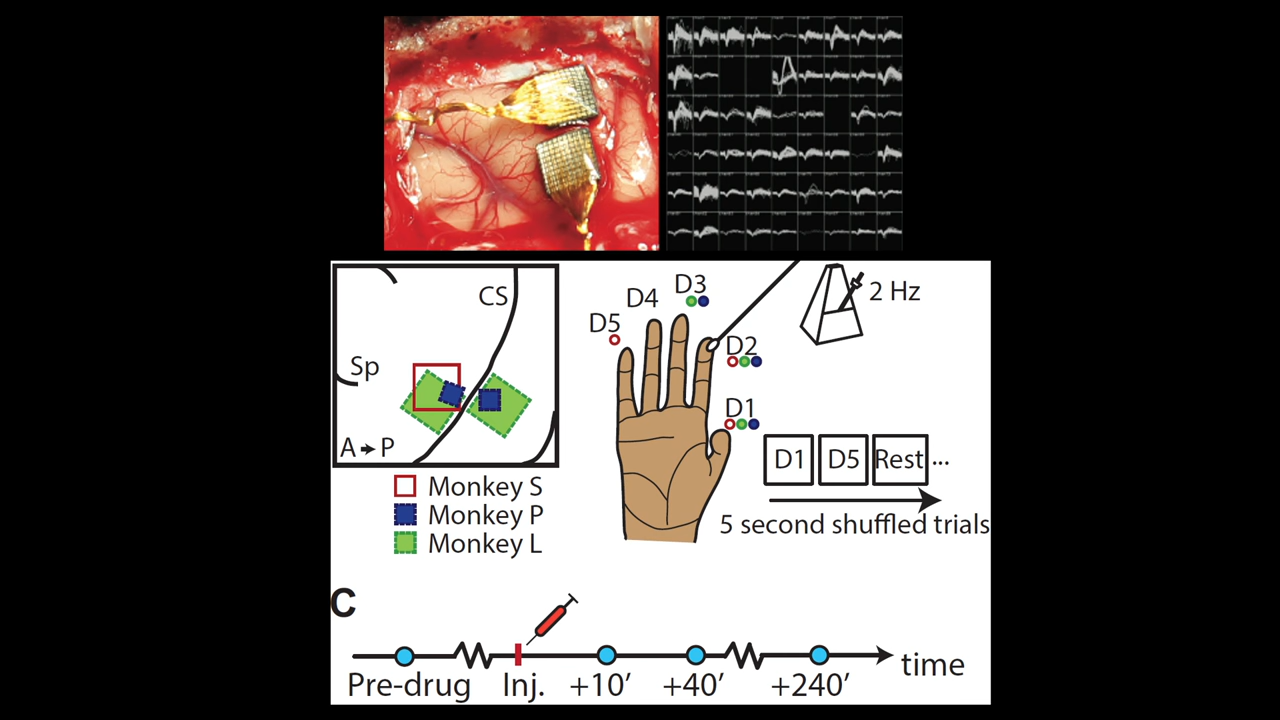 CS
Sp
A → P
Monkey S
Monkey P
Monkey L
D5
D4
D3
D2
D1
2 Hz
D1
D5
Rest
...
5 second shuffled trials
C
Pre-drug
Inj.
+10′
+40′
+240′
time